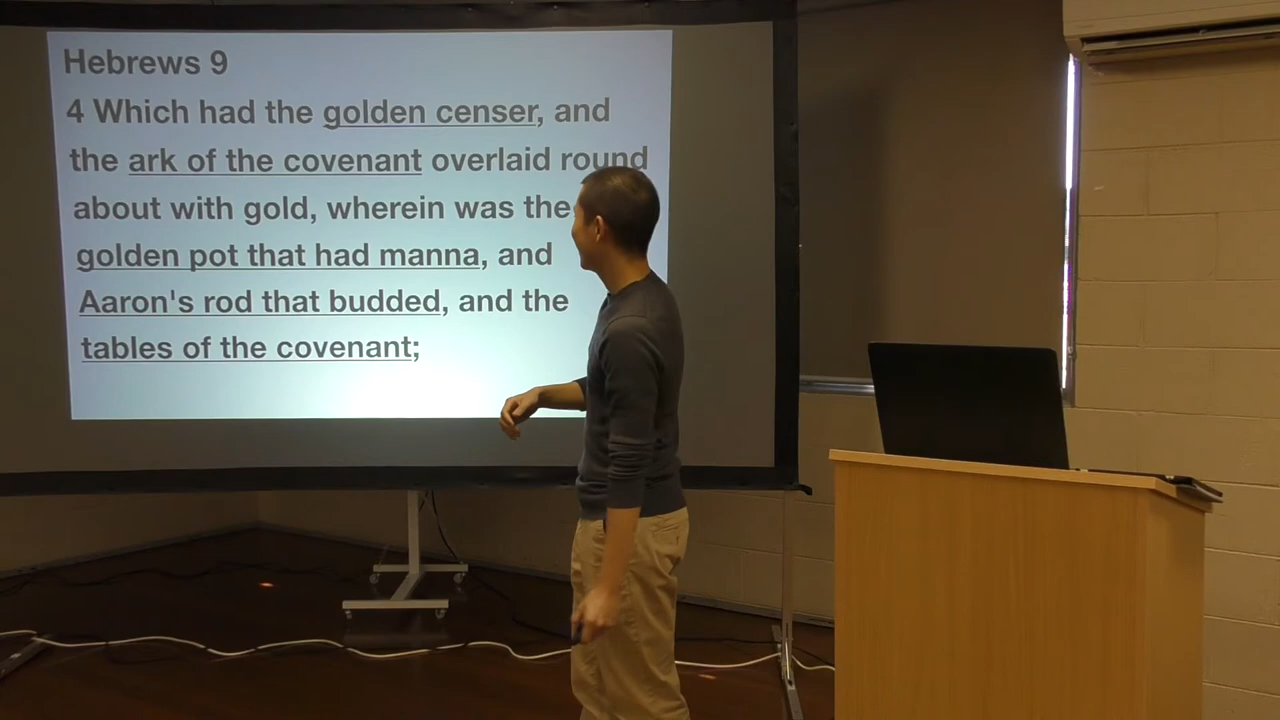 Hebrews 9
4 Which had the golden censer, and
the ark of the covenant overlaid round
about with gold, wherein was the
golden pot that had manna, and
Aaron's rod that budded, and the
tables of the covenant;